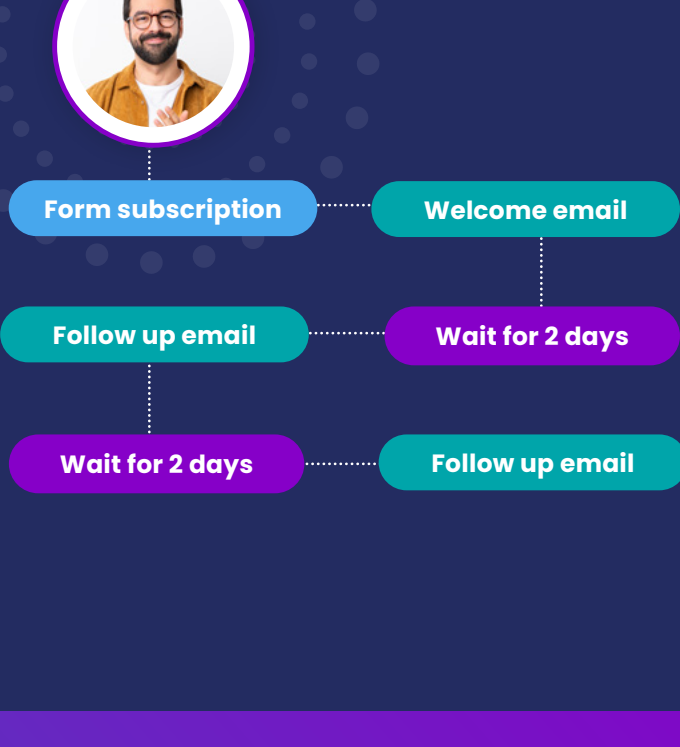 Form subscription
Welcome email
Follow up email
Wait for 2 days
Wait for 2 days
Follow up email